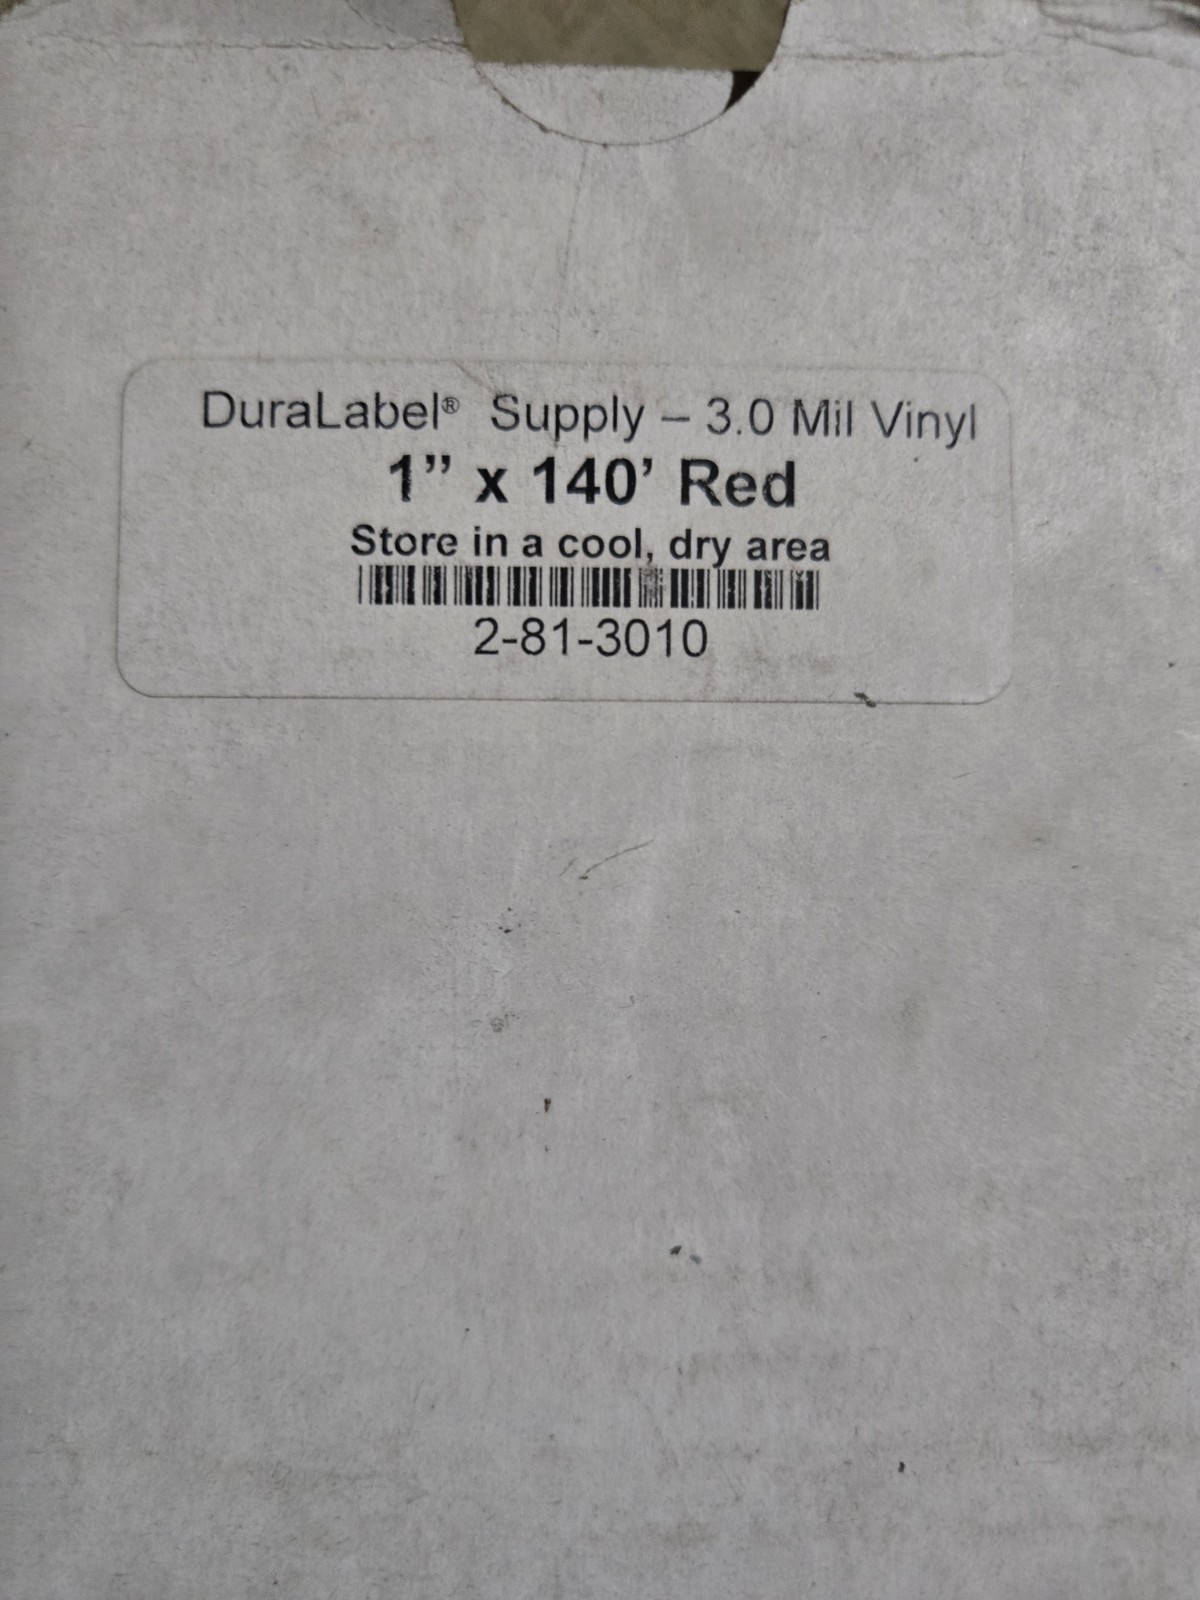 DuraLabel® Supply – 3.0 Mil Vinyl
1” x 140’ Red
Store in a cool, dry area
2-81-3010